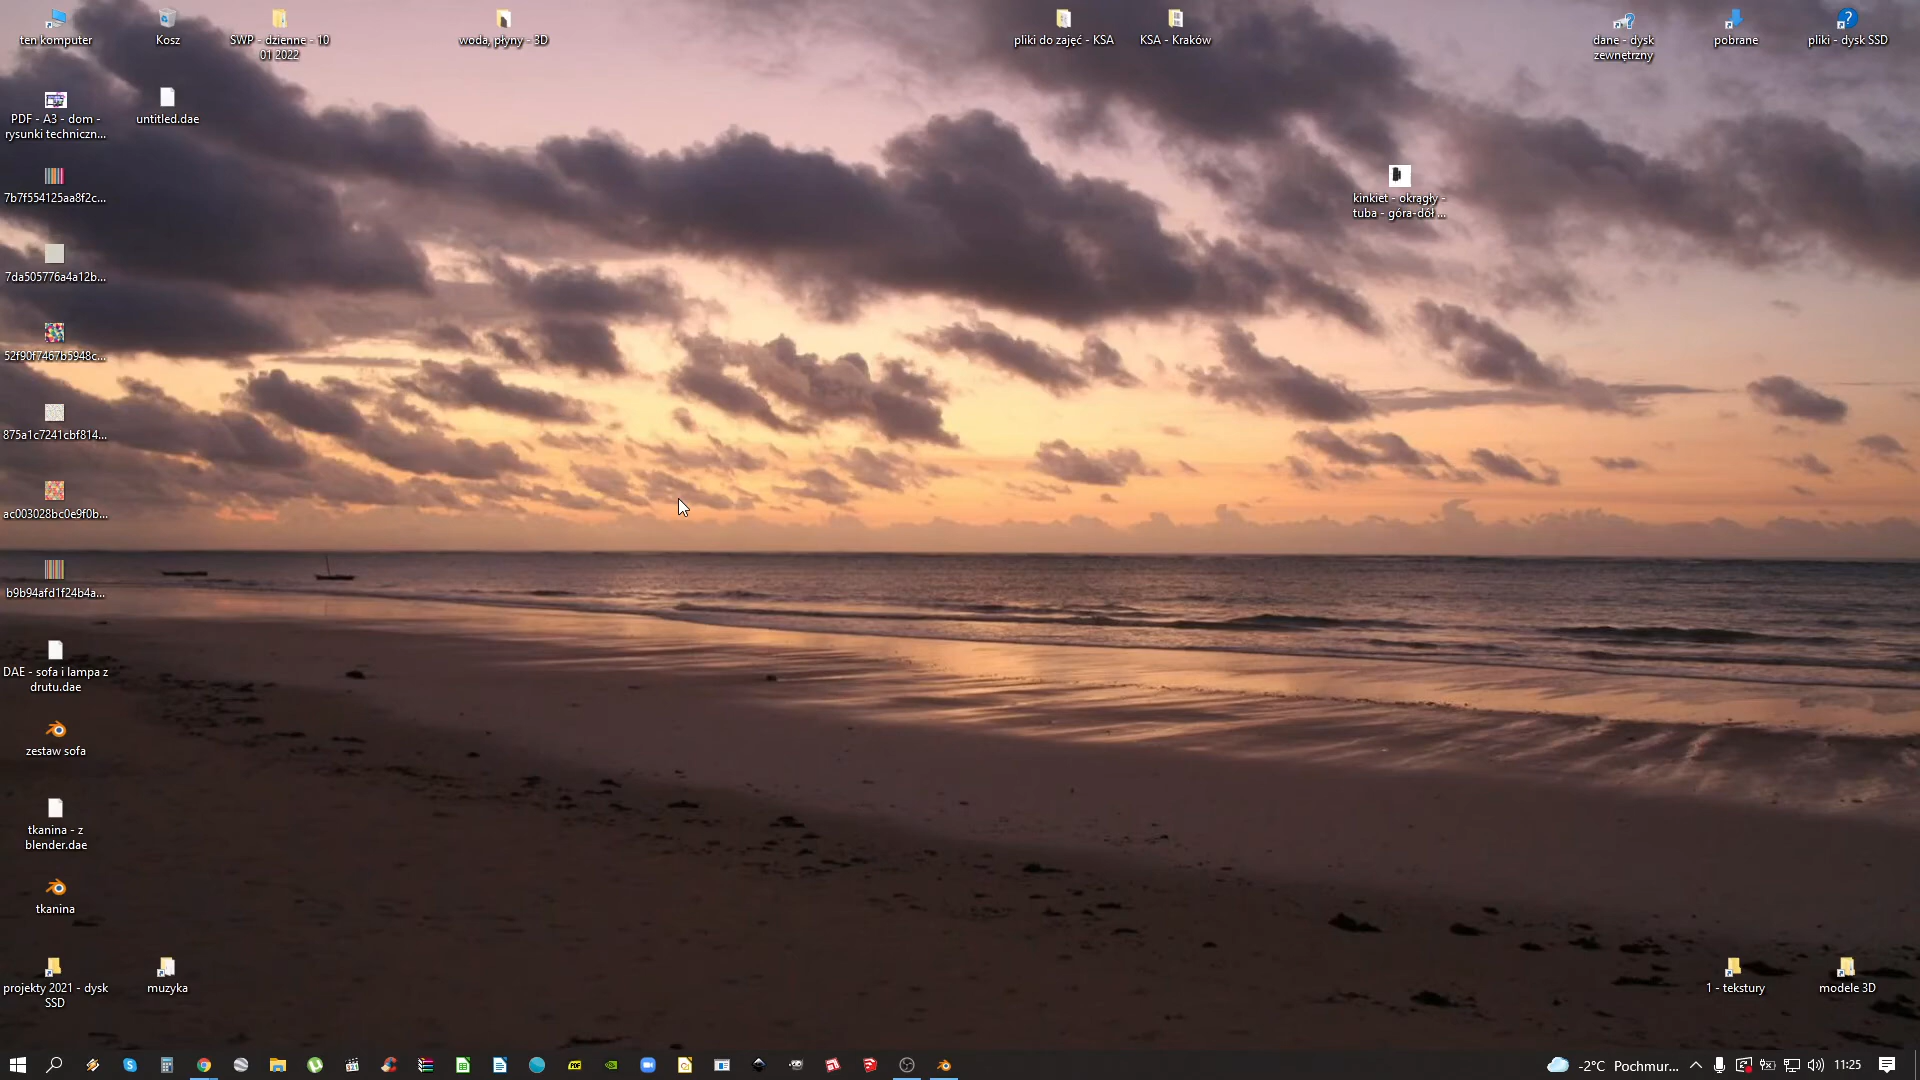 ten komputer
Kosz
SWP - dzienne - 10
01 2022
woda, płyny - 3D
pliki do zajęć - KSA
KSA - Kraków
dane - dysk
zewnętrzny
pobrane
pliki - dysk SSD
PDF - A3 - dom -
rysunki techniczn...
untitled.dae
7b7f554125aa8f2c...
kinkiet - okrągły -
tuba - góra-dół ...
7da505776a4a12b...
52f90f7467b5948c...
875a1c7241cbf814...
ac003028bc0e9f0b...
b9b94afd1f24b4a...
DAE - sofa i lampa z
drutu.dae
zestaw sofa
tkanina - z
blender.dae
tkanina
projekty 2021 - dysk
SSD
muzyka
1 - tekstury
modele 3D
-2°C Pochmur...
11:25